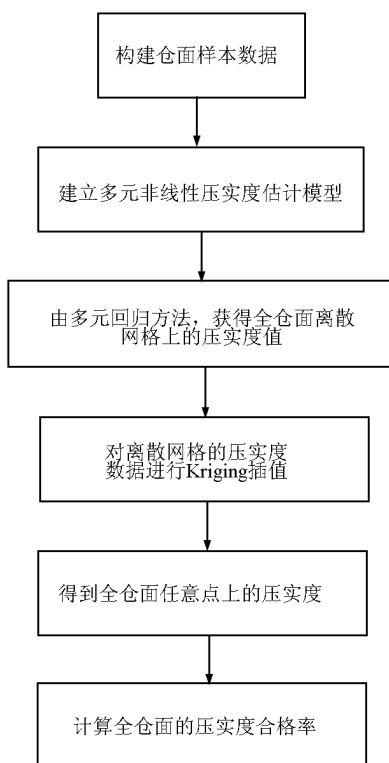 构建仓面样本数据
建立多元非线性压实度估计模型
由多元回归方法，获得全仓面离散
网格上的压实度值
对离散网格的压实度
数据进行Kriging插值
得到全仓面任意点上的压实度
计算全仓面的压实度合格率